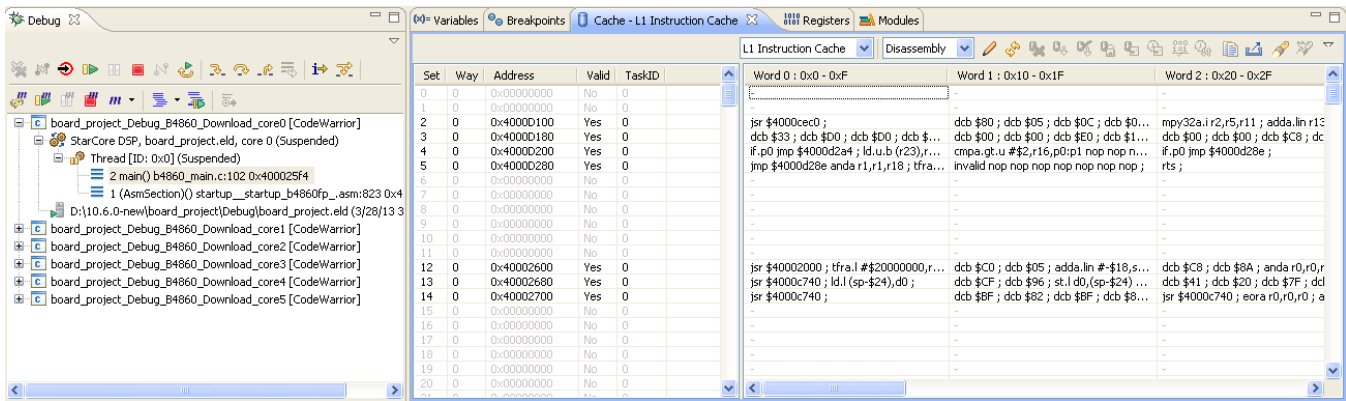 Debug
board_project_Debug_B4860_Download_core0 [CodeWarrior]
StarCore DSP, board_project.eld, core 0 (Suspended)
Thread [ID: 0x0] (Suspended)
2 main() b4860_main.c:102 0x400025f4
1 (AsmSection)() startup__startup_b4860fp_.asm:823 0x4
D:\10.6.0-new\board_project\Debug\board_project.eld (3/28/13 3
board_project_Debug_B4860_Download_core1 [CodeWarrior]
board_project_Debug_B4860_Download_core2 [CodeWarrior]
board_project_Debug_B4860_Download_core3 [CodeWarrior]
board_project_Debug_B4860_Download_core4 [CodeWarrior]
board_project_Debug_B4860_Download_core5 [CodeWarrior]
(x)= Variables Breakpoints Cache - L1 Instruction Cache Registers Modules
L1 Instruction Cache Disassembly
Set Way Address Valid TaskID Word 0 : 0x0 - 0xF Word 1 : 0x10 - 0x1F Word 2 : 0x20 - 0x2F
0 0 0x00000000 No 0 - - -
1 0 0x00000000 No 0 - - -
2 0 0x4000D100 Yes 0 jsr $4000cec0 ; dcb $80 ; dcb $05 ; dcb $0C ; dcb $0... mpy32a.i r2,r5,r11 ; adda.lin r13
3 0 0x4000D180 Yes 0 dcb $33 ; dcb $D0 ; dcb $D0 ; dcb $... dcb $00 ; dcb $00 ; dcb $E0 ; dcb $1... dcb $00 ; dcb $00 ; dcb $C8 ; dc
4 0 0x4000D200 Yes 0 if.p0 jmp $4000d2a4 ; ld.u.b (r23),r... cmpa.gt.u #$2,r16,p0:p1 nop nop n... if.p0 jmp $4000d28e ;
5 0 0x4000D280 Yes 0 jmp $4000d28e anda r1,r1,r18 ; tfra... invalid nop nop nop nop nop nop ; rts ;
6 0 0x00000000 No 0 - - -
7 0 0x00000000 No 0 - - -
8 0 0x00000000 No 0 - - -
9 0 0x00000000 No 0 - - -
10 0 0x00000000 No 0 - - -
11 0 0x00000000 No 0 - - -
12 0 0x40002600 Yes 0 jsr $40002000 ; tfra.l #$20000000,r... dcb $C0 ; dcb $05 ; adda.lin #-$18,s... dcb $C8 ; dcb $8A ; anda r0,r0,r
13 0 0x40002680 Yes 0 jsr $4000c740 ; ld.l (sp-$24),d0 ; dcb $CF ; dcb $96 ; st.l d0,(sp-$24) ... dcb $41 ; dcb $20 ; dcb $7F ; dcl
14 0 0x40002700 Yes 0 jsr $4000c740 ; dcb $BF ; dcb $82 ; dcb $BF ; dcb $8... jsr $4000c740 ; eora r0,r0,r0 ; a
15 0 0x00000000 No 0 - - -
16 0 0x00000000 No 0 - - -
17 0 0x00000000 No 0 - - -
18 0 0x00000000 No 0 - - -
19 0 0x00000000 No 0 - - -
20 0 0x00000000 No 0 - - -